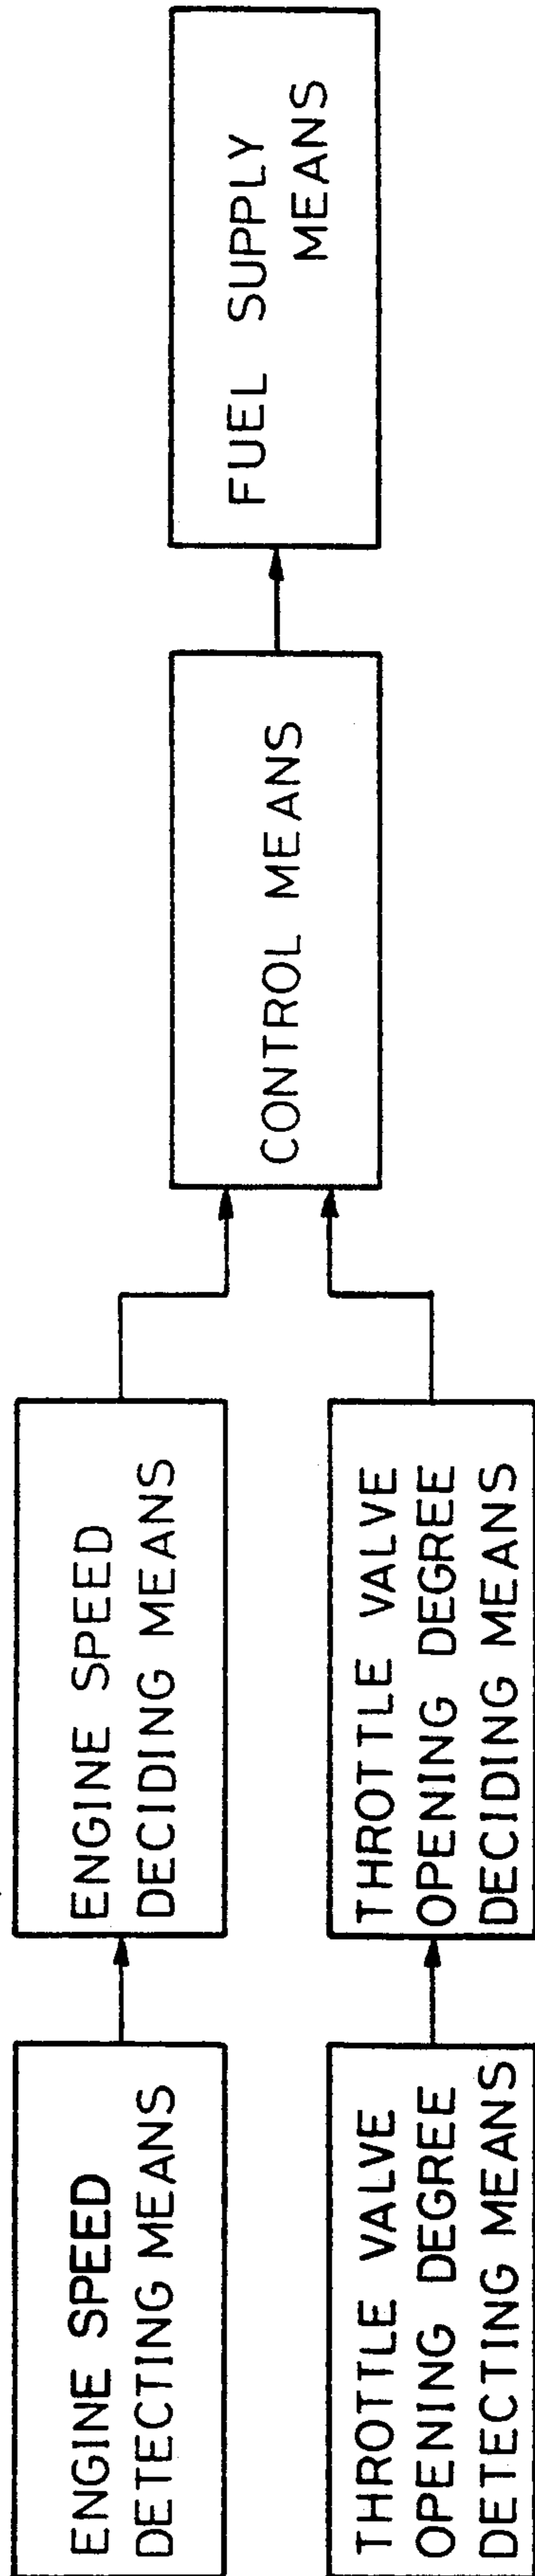 ENGINE SPEED
DETECTING MEANS
ENGINE SPEED
DECIDING MEANS
THROTTLE VALVE
OPENING DEGREE
DETECTING MEANS
THROTTLE VALVE
OPENING DEGREE
DECIDING MEANS
CONTROL MEANS
FUEL SUPPLY
MEANS